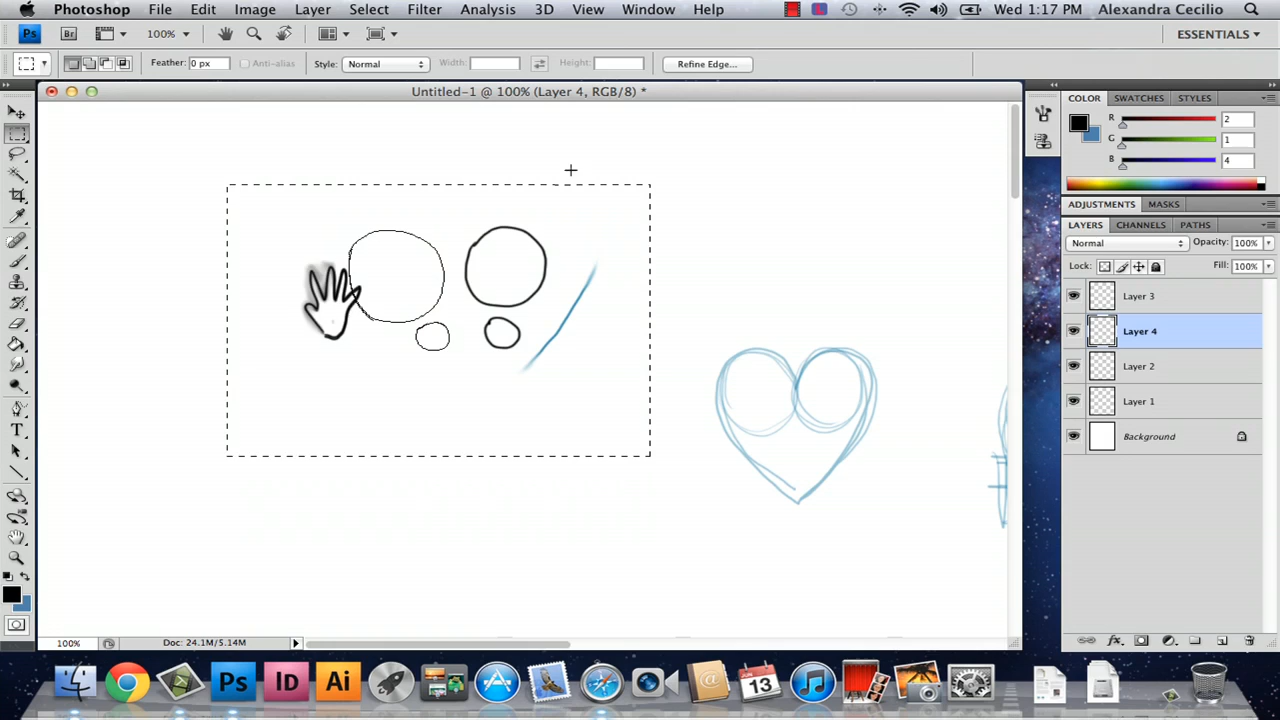 Photoshop File Edit Image Layer Select Filter Analysis 3D View Window Help Wed 1:17 PM Alexandra Cecilio
Ps Br 100% ESSENTIALS
Feather: 0 px Anti-alias Style: Normal Width: Height: Refine Edge...
Untitled-1 @ 100% (Layer 4, RGB/8) *
COLOR SWATCHES STYLES
R 2
G 1
B 4
ADJUSTMENTS MASKS
LAYERS CHANNELS PATHS
Normal Opacity: 100%
Lock: Fill: 100%
Layer 3
Layer 4
Layer 2
Layer 1
Background
T
fx
100% Doc: 24.1M/5.14M
Ps ID Ai JUN 13